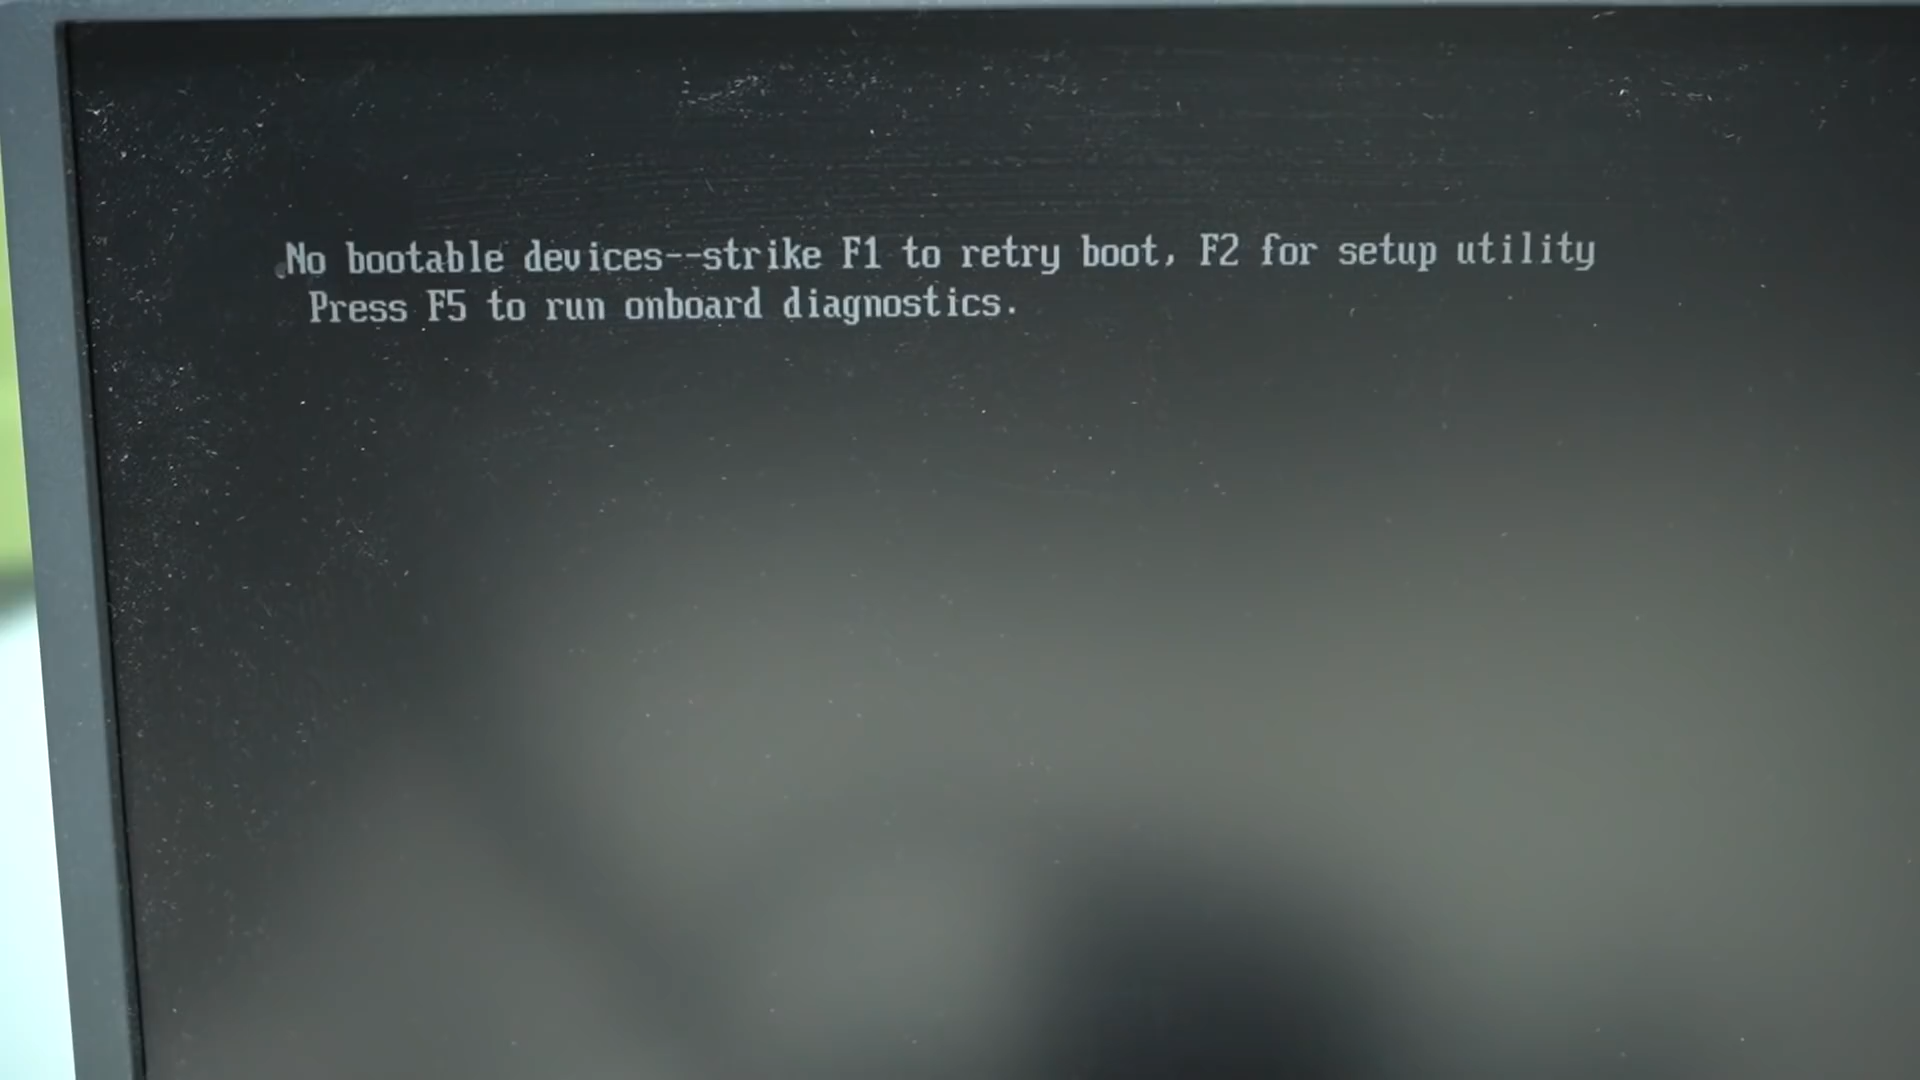 No bootable devices--strike F1 to retry boot, F2 for setup utility
Press F5 to run onboard diagnostics.